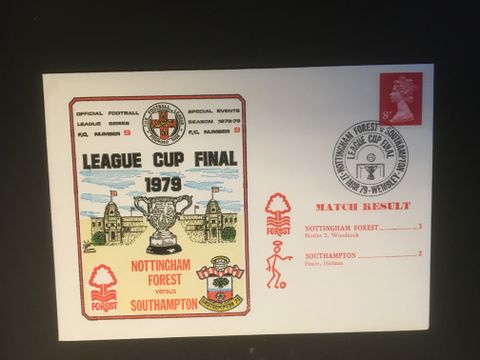 OFFICIAL FOOTBALL
LEAGUE SERIES
F.C. NUMBER 9
SPECIAL EVENTS
SEASON 1978-79
F.C. NUMBER 9
LEAGUE CUP FINAL
1979
NOTTINGHAM
FOREST
versus
SOUTHAMPTON
FOREST
SOUTHAMPTON F.C.
8P
NOTTINGHAM FOREST v SOUTHAMPTON
LEAGUE CUP FINAL
17 MAR 79 - WEMBLEY
MATCH RESULT
FOREST
NOTTINGHAM FOREST 3
Birtles 2, Woodcock
SOUTHAMPTON 2
Peach, Holmes